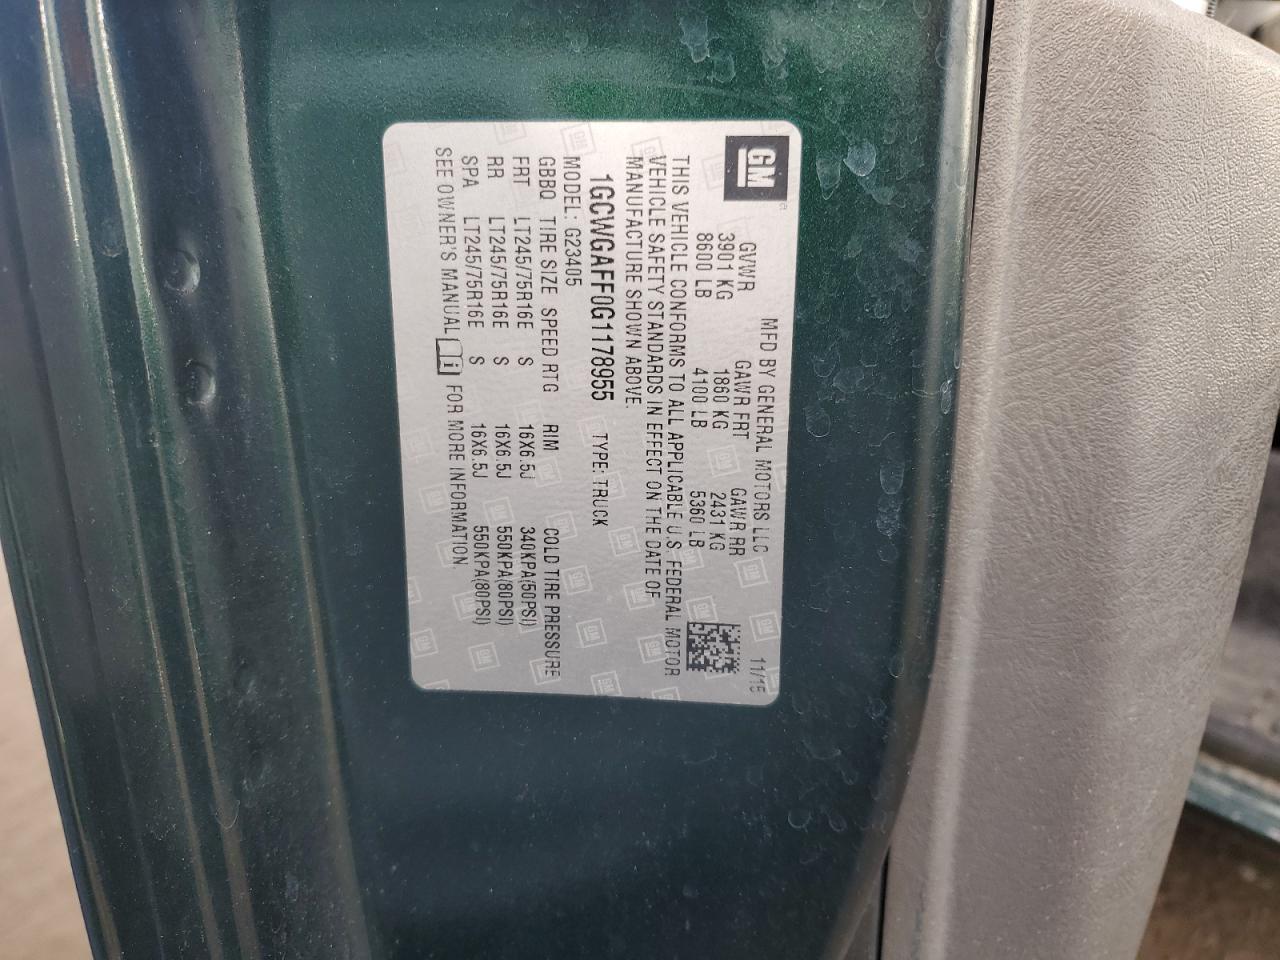 GM
MFD BY GENERAL MOTORS LLC 11/15
GVWR GAWR FRT GAWR RR
3901 KG 1860 KG 2431 KG
8600 LB 4100 LB 5360 LB
THIS VEHICLE CONFORMS TO ALL APPLICABLE U.S. FEDERAL MOTOR
VEHICLE SAFETY STANDARDS IN EFFECT ON THE DATE OF
MANUFACTURE SHOWN ABOVE.
1GCWGAFF0G1178955 TYPE: TRUCK
MODEL: G23405
GBBQ TIRE SIZE SPEED RTG RIM COLD TIRE PRESSURE
FRT LT245/75R16E S 16X6.5J 340KPA(50PSI)
RR LT245/75R16E S 16X6.5J 550KPA(80PSI)
SPA LT245/75R16E S 16X6.5J 550KPA(80PSI)
SEE OWNER'S MANUAL i FOR MORE INFORMATION